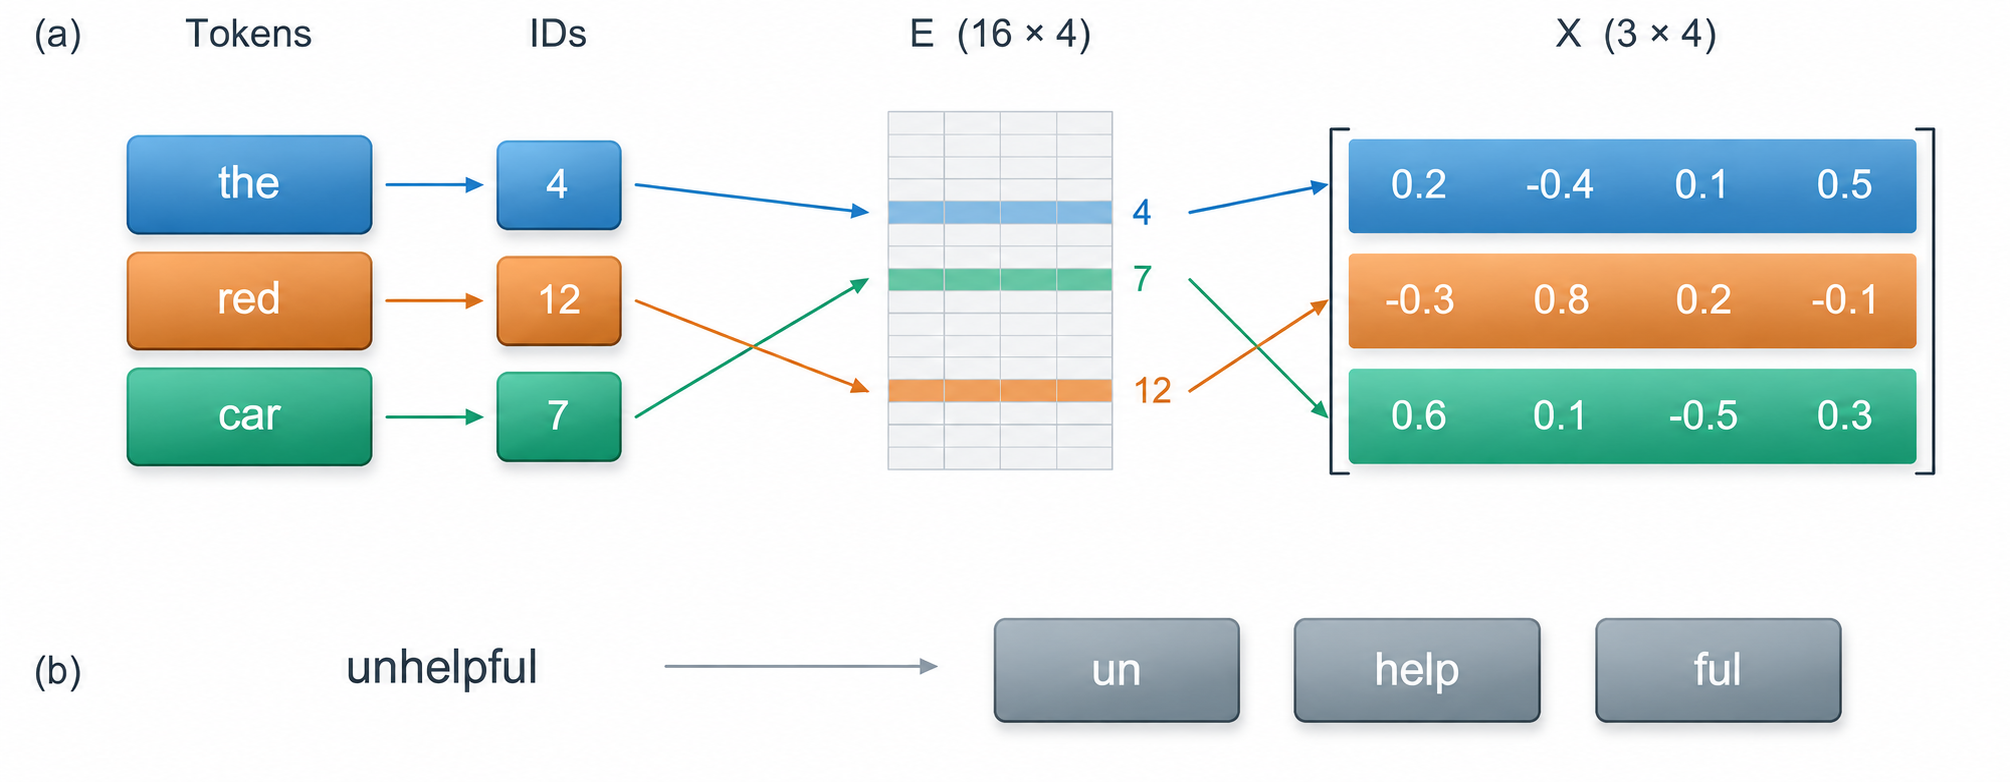 (a) Tokens IDs E (16 × 4) X (3 × 4)
the 4 4 0.2 -0.4 0.1 0.5
red 12 7 -0.3 0.8 0.2 -0.1
car 7 12 0.6 0.1 -0.5 0.3
(b) unhelpful un help ful